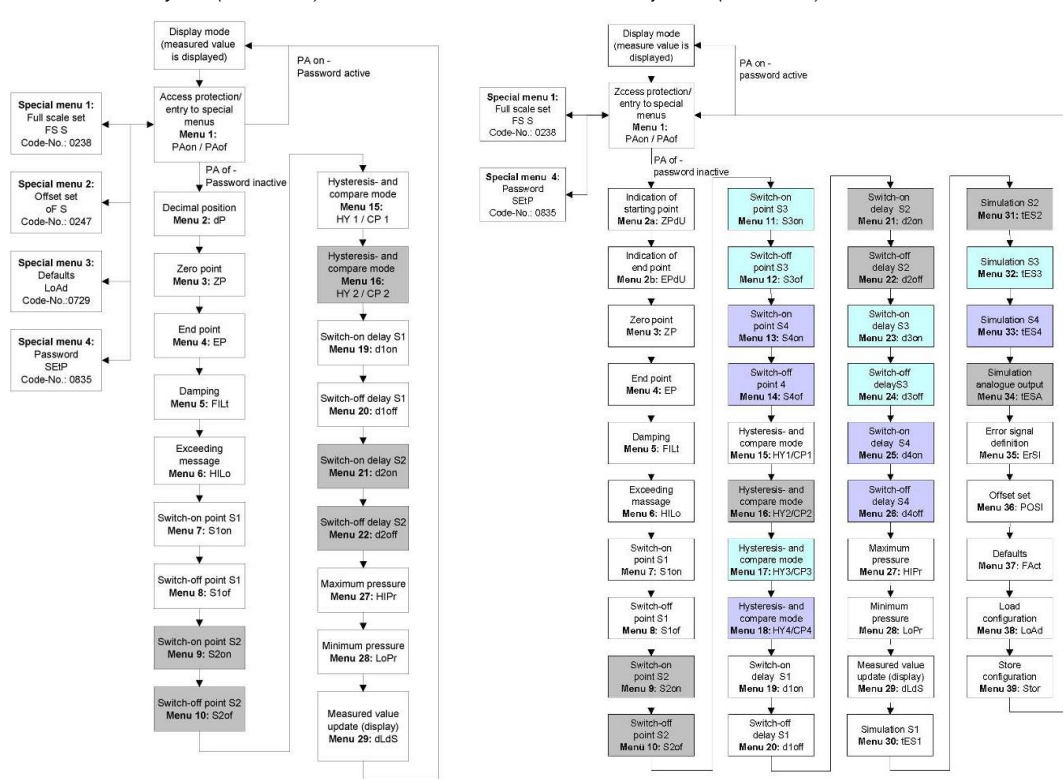 Display mode
(measured value
is displayed)
PA on -
Password active
Special menu 1:
Full scale set
FS S
Code-No.: 0238
Access protection/
entry to special
menus
Menu 1:
PAon / PAof
PA of -
Password inactive
Special menu 2:
Offset set
oF S
Code-No.: 0247
Special menu 3:
Defaults
LoAd
Code-No.:0729
Special menu 4:
Password
SEtP
Code-No.: 0835
Decimal position
Menu 2: dP
Zero point
Menu 3: ZP
End point
Menu 4: EP
Damping
Menu 5: FILt
Exceeding
message
Menu 6: HILo
Switch-on point S1
Menu 7: S1on
Switch-off point S1
Menu 8: S1of
Switch-on point S2
Menu 9: S2on
Switch-off point S2
Menu 10: S2of
Hysteresis- and
compare mode
Menu 15:
HY 1 / CP 1
Hysteresis- and
compare mode
Menu 16:
HY 2 / CP 2
Switch-on delay S1
Menu 19: d1on
Switch-off delay S1
Menu 20: d1off
Switch-on delay S2
Menu 21: d2on
Switch-off delay S2
Menu 22: d2off
Maximum pressure
Menu 27: HIPr
Minimum pressure
Menu 28: LoPr
Measured value
update (display)
Menu 29: dLdS
Display mode
(measure value is
displayed)
PA on -
password active
Special menu 1:
Full scale set
FS S
Code-No.: 0238
Zccess protection/
entry to special
menus
Menu 1:
PAon / PAof
PA of -
password inactive
Special menu 4:
Password
SEtP
Code-No.: 0835
Indication of
starting point
Menu 2a: ZPdU
Indication of
end point
Menu 2b: EPdU
Zero point
Menu 3: ZP
End point
Menu 4: EP
Damping
Menu 5: FILt
Exceeding
massage
Menu 6: HILo
Switch-on
point S1
Menu 7: S1on
Switch-off
point S1
Menu 8: S1of
Switch-on
point S2
Menu 9: S2on
Switch-off
point S2
Menu 10: S2of
Switch-on
point S3
Menu 11: S3on
Switch-off
point S3
Menu 12: S3of
Switch-on
point S4
Menu 13: S4on
Switch-off
point 4
Menu 14: S4of
Hysteresis- and
compare mode
Menu 15: HY1/CP1
Hysteresis- and
compare mode
Menu 16: HY2/CP2
Hysteresis- and
compare mode
Menu 17: HY3/CP3
Hysteresis- and
compare mode
Menu 18: HY4/CP4
Switch-on
delay S1
Menu 19: d1on
Switch-off
delay S1
Menu 20: d1off
Switch-on
delay S2
Menu 21: d2on
Switch-off
delay S2
Menu 22: d2off
Switch-on
delay S3
Menu 23: d3on
Switch-off
delayS3
Menu 24: d3off
Switch-on
delay S4
Menu 25: d4on
Switch-off
delay S4
Menu 26: d4off
Maximum
pressure
Menu 27: HIPr
Minimum
pressure
Menu 28: LoPr
Measured value
update (display)
Menu 29: dLdS
Simulation S1
Menu 30: tES1
Simulation S2
Menu 31: tES2
Simulation S3
Menu 32: tES3
Simulation S4
Menu 33: tES4
Simulation
analogue output
Menu 34: tESA
Error signal
definition
Menu 35: ErSI
Offset set
Menu 36: POSI
Defaults
Menu 37: FAct
Load
configuration
Menu 38: LoAd
Store
configuration
Menu 39: Stor